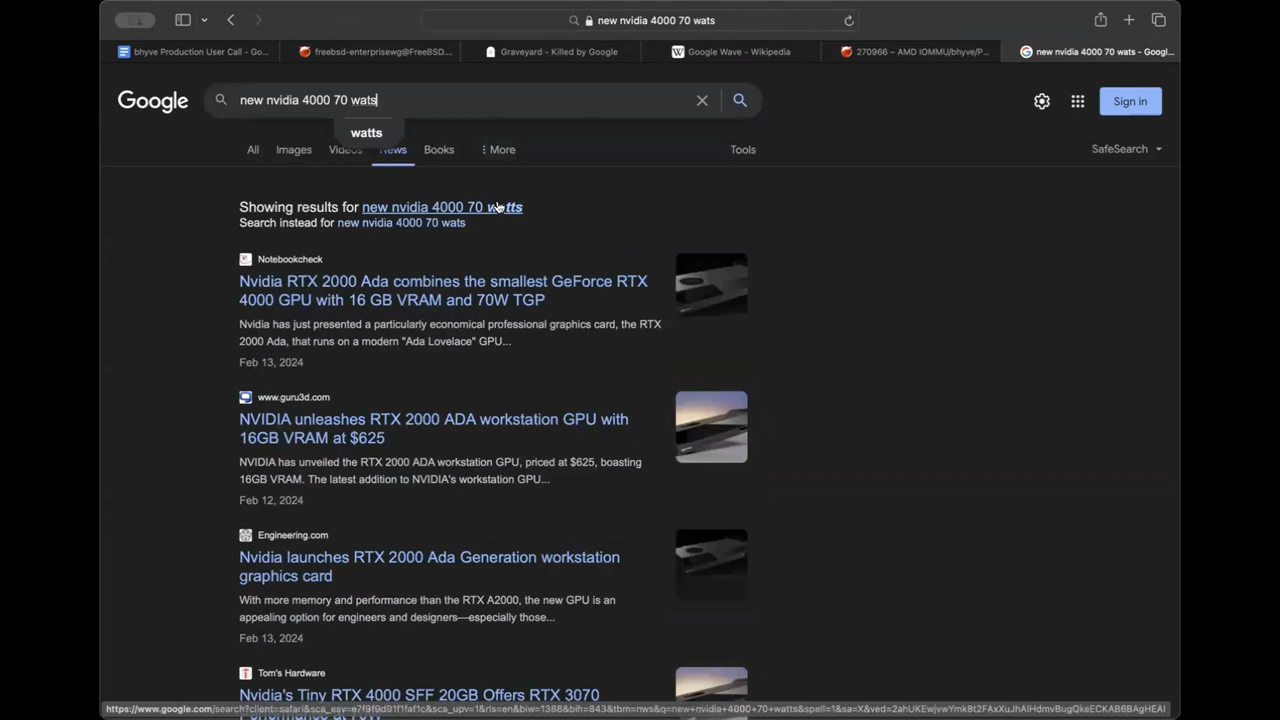 new nvidia 4000 70 wats
bhyve Production User Call - Go...
freebsd-enterprisewg@FreeBSD....
Graveyard - Killed by Google
Google Wave - Wikipedia
270966 – AMD IOMMU/bhyve/P...
new nvidia 4000 70 wats - Googl...
Google
new nvidia 4000 70 wats
Sign in
watts
All
Images
Videos
News
Books
More
Tools
SafeSearch
Showing results for new nvidia 4000 70 watts
Search instead for new nvidia 4000 70 wats
Notebookcheck
Nvidia RTX 2000 Ada combines the smallest GeForce RTX
4000 GPU with 16 GB VRAM and 70W TGP
Nvidia has just presented a particularly economical professional graphics card, the RTX
2000 Ada, that runs on a modern "Ada Lovelace" GPU...
Feb 13, 2024
www.guru3d.com
NVIDIA unleashes RTX 2000 ADA workstation GPU with
16GB VRAM at $625
NVIDIA has unveiled the RTX 2000 ADA workstation GPU, priced at $625, boasting
16GB VRAM. The latest addition to NVIDIA's workstation GPU...
Feb 12, 2024
Engineering.com
Nvidia launches RTX 2000 Ada Generation workstation
graphics card
With more memory and performance than the RTX A2000, the new GPU is an
appealing option for engineers and designers—especially those...
Feb 13, 2024
Tom's Hardware
Nvidia's Tiny RTX 4000 SFF 20GB Offers RTX 3070